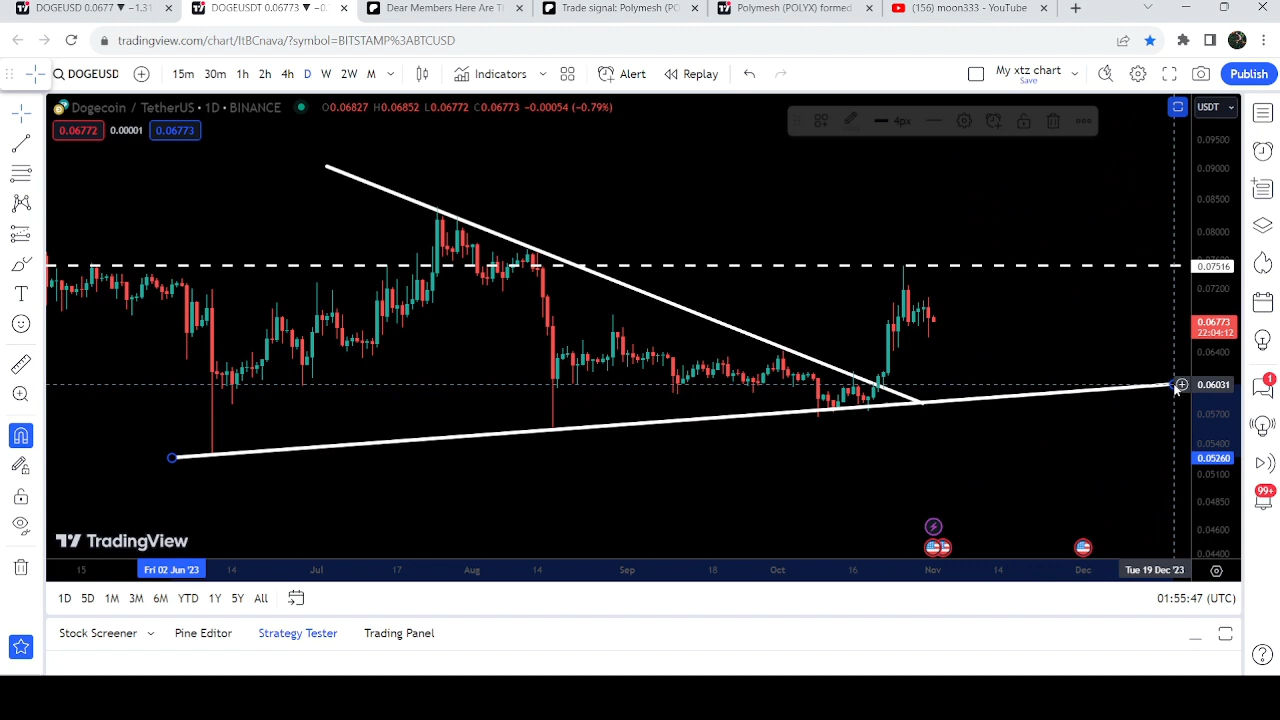 DOGEUSD 0.0677 ▼ −1.31
DOGEUSDT 0.06773 ▼ −0.
Dear Members Here Are T
Trade signal: Polymesh (PO
Polymesh (POLYX) formed
(156) moon333 - YouTube
tradingview.com/chart/ItBCnava/?symbol=BITSTAMP%3ABTCUSD
DOGEUSD
15m 30m 1h 2h 4h D W 2W M
Indicators
Alert
Replay
My xtz chart
Save
Publish
Dogecoin / TetherUS • 1D • BINANCE
O0.06827 H0.06852 L0.06772 C0.06773 −0.00054 (−0.79%)
0.06772 0.00001 0.06773
4px
USDT
0.09500
0.09000
0.08500
0.08000
0.07516
0.07200
0.06773
22:04:12
0.06400
0.06031
0.05700
0.05400
0.05260
0.05100
0.04850
0.04600
0.04400
1
99+
TradingView
15 Fri 02 Jun '23 14 Jul 17 Aug 14 Sep 18 Oct 16 Nov 14 Dec Tue 19 Dec '23
1D 5D 1M 3M 6M YTD 1Y 5Y All
01:55:47 (UTC)
Stock Screener Pine Editor Strategy Tester Trading Panel